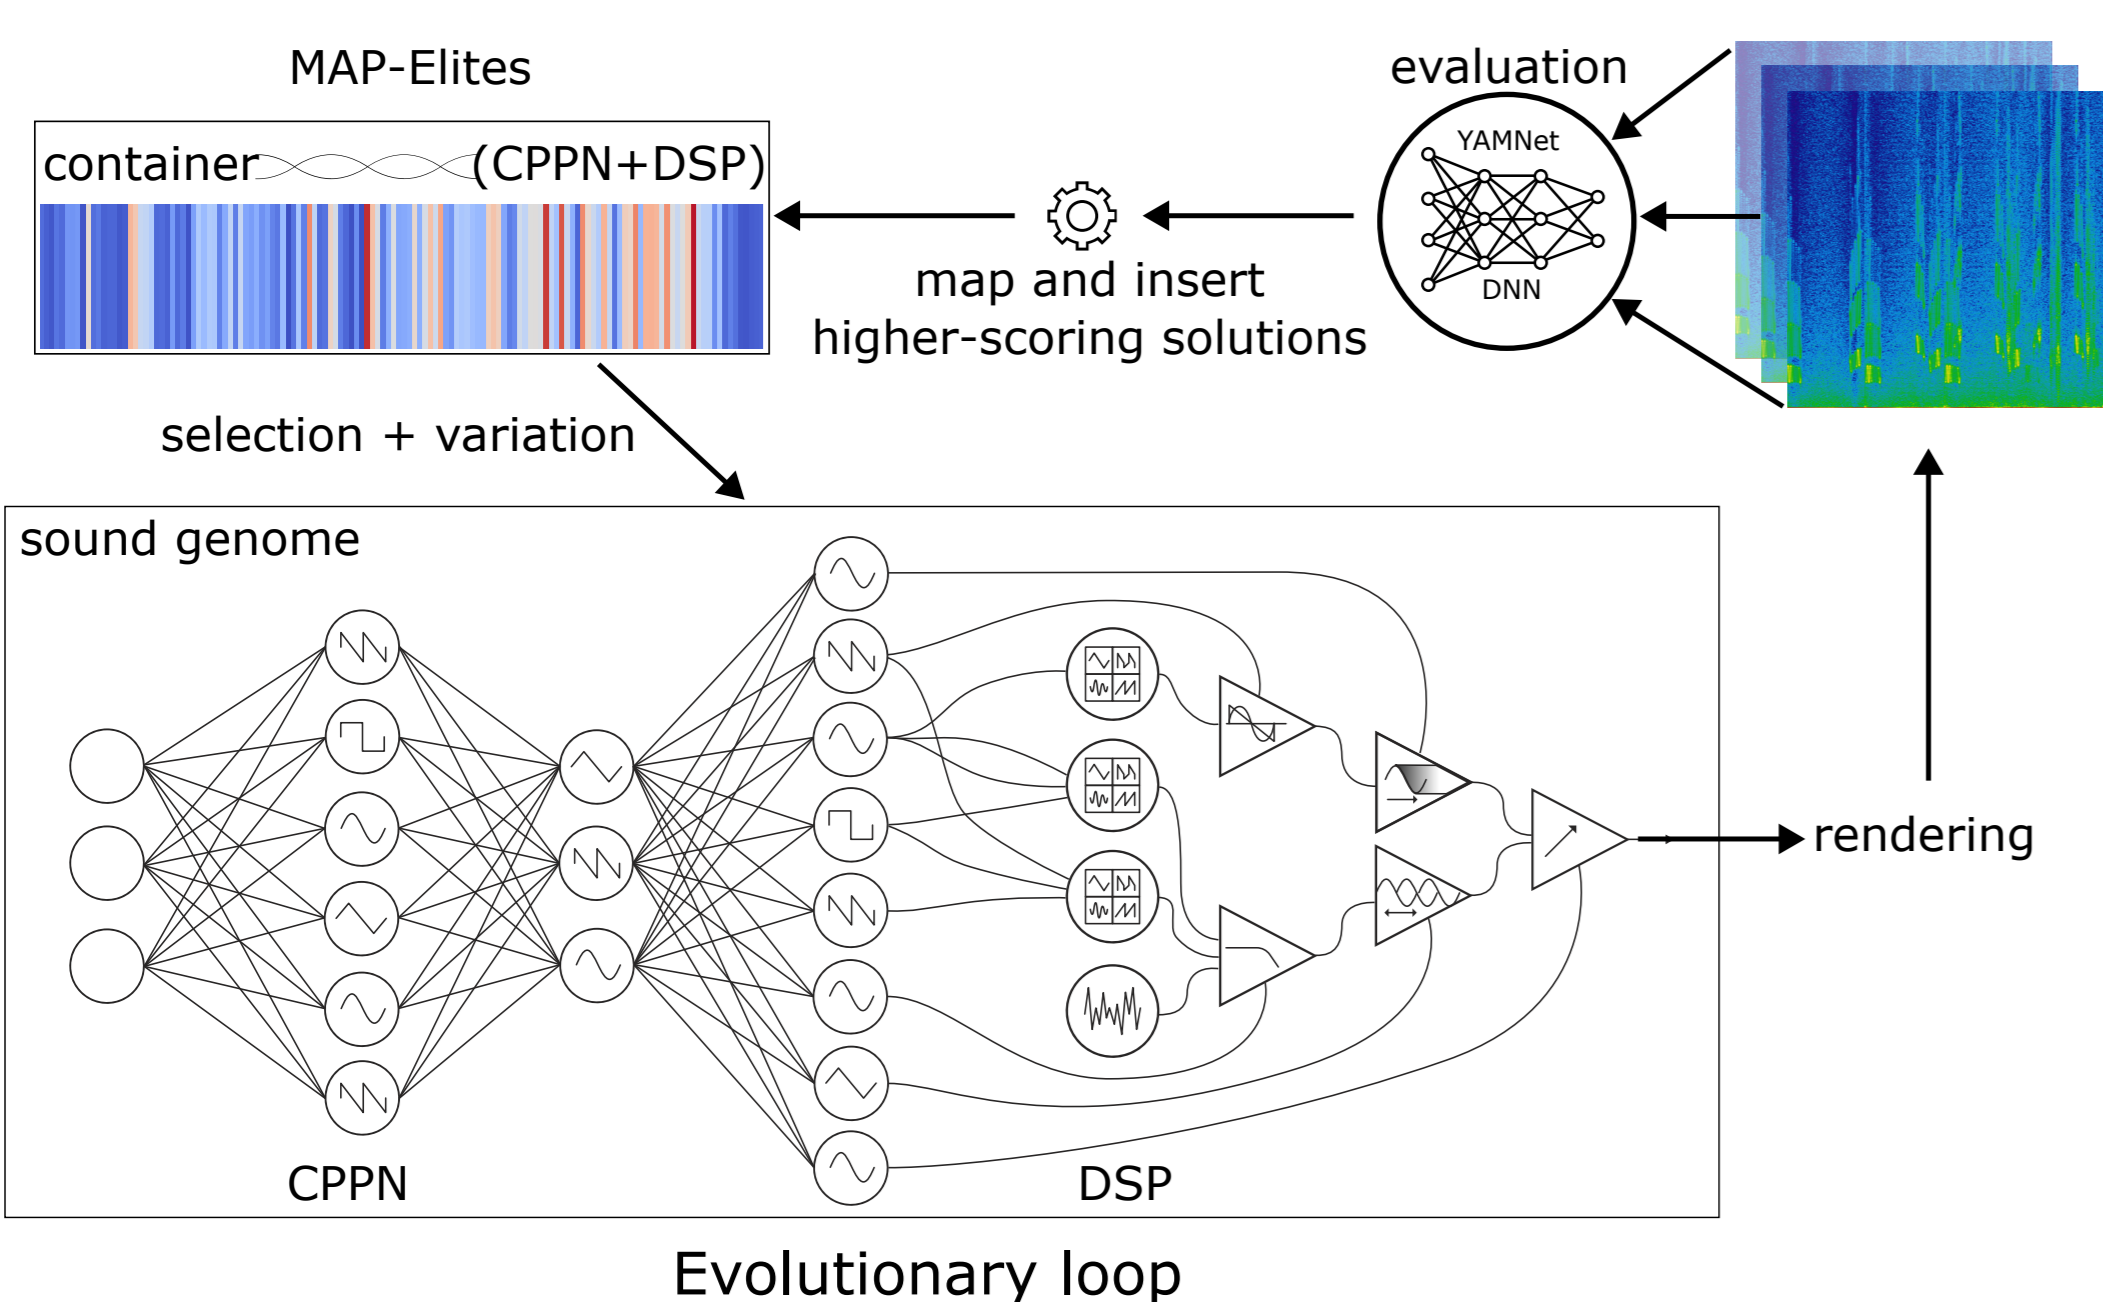 MAP-Elites
container (CPPN+DSP)
evaluation
YAMNet
DNN
map and insert
higher-scoring solutions
selection + variation
sound genome
rendering
CPPN
DSP
Evolutionary loop